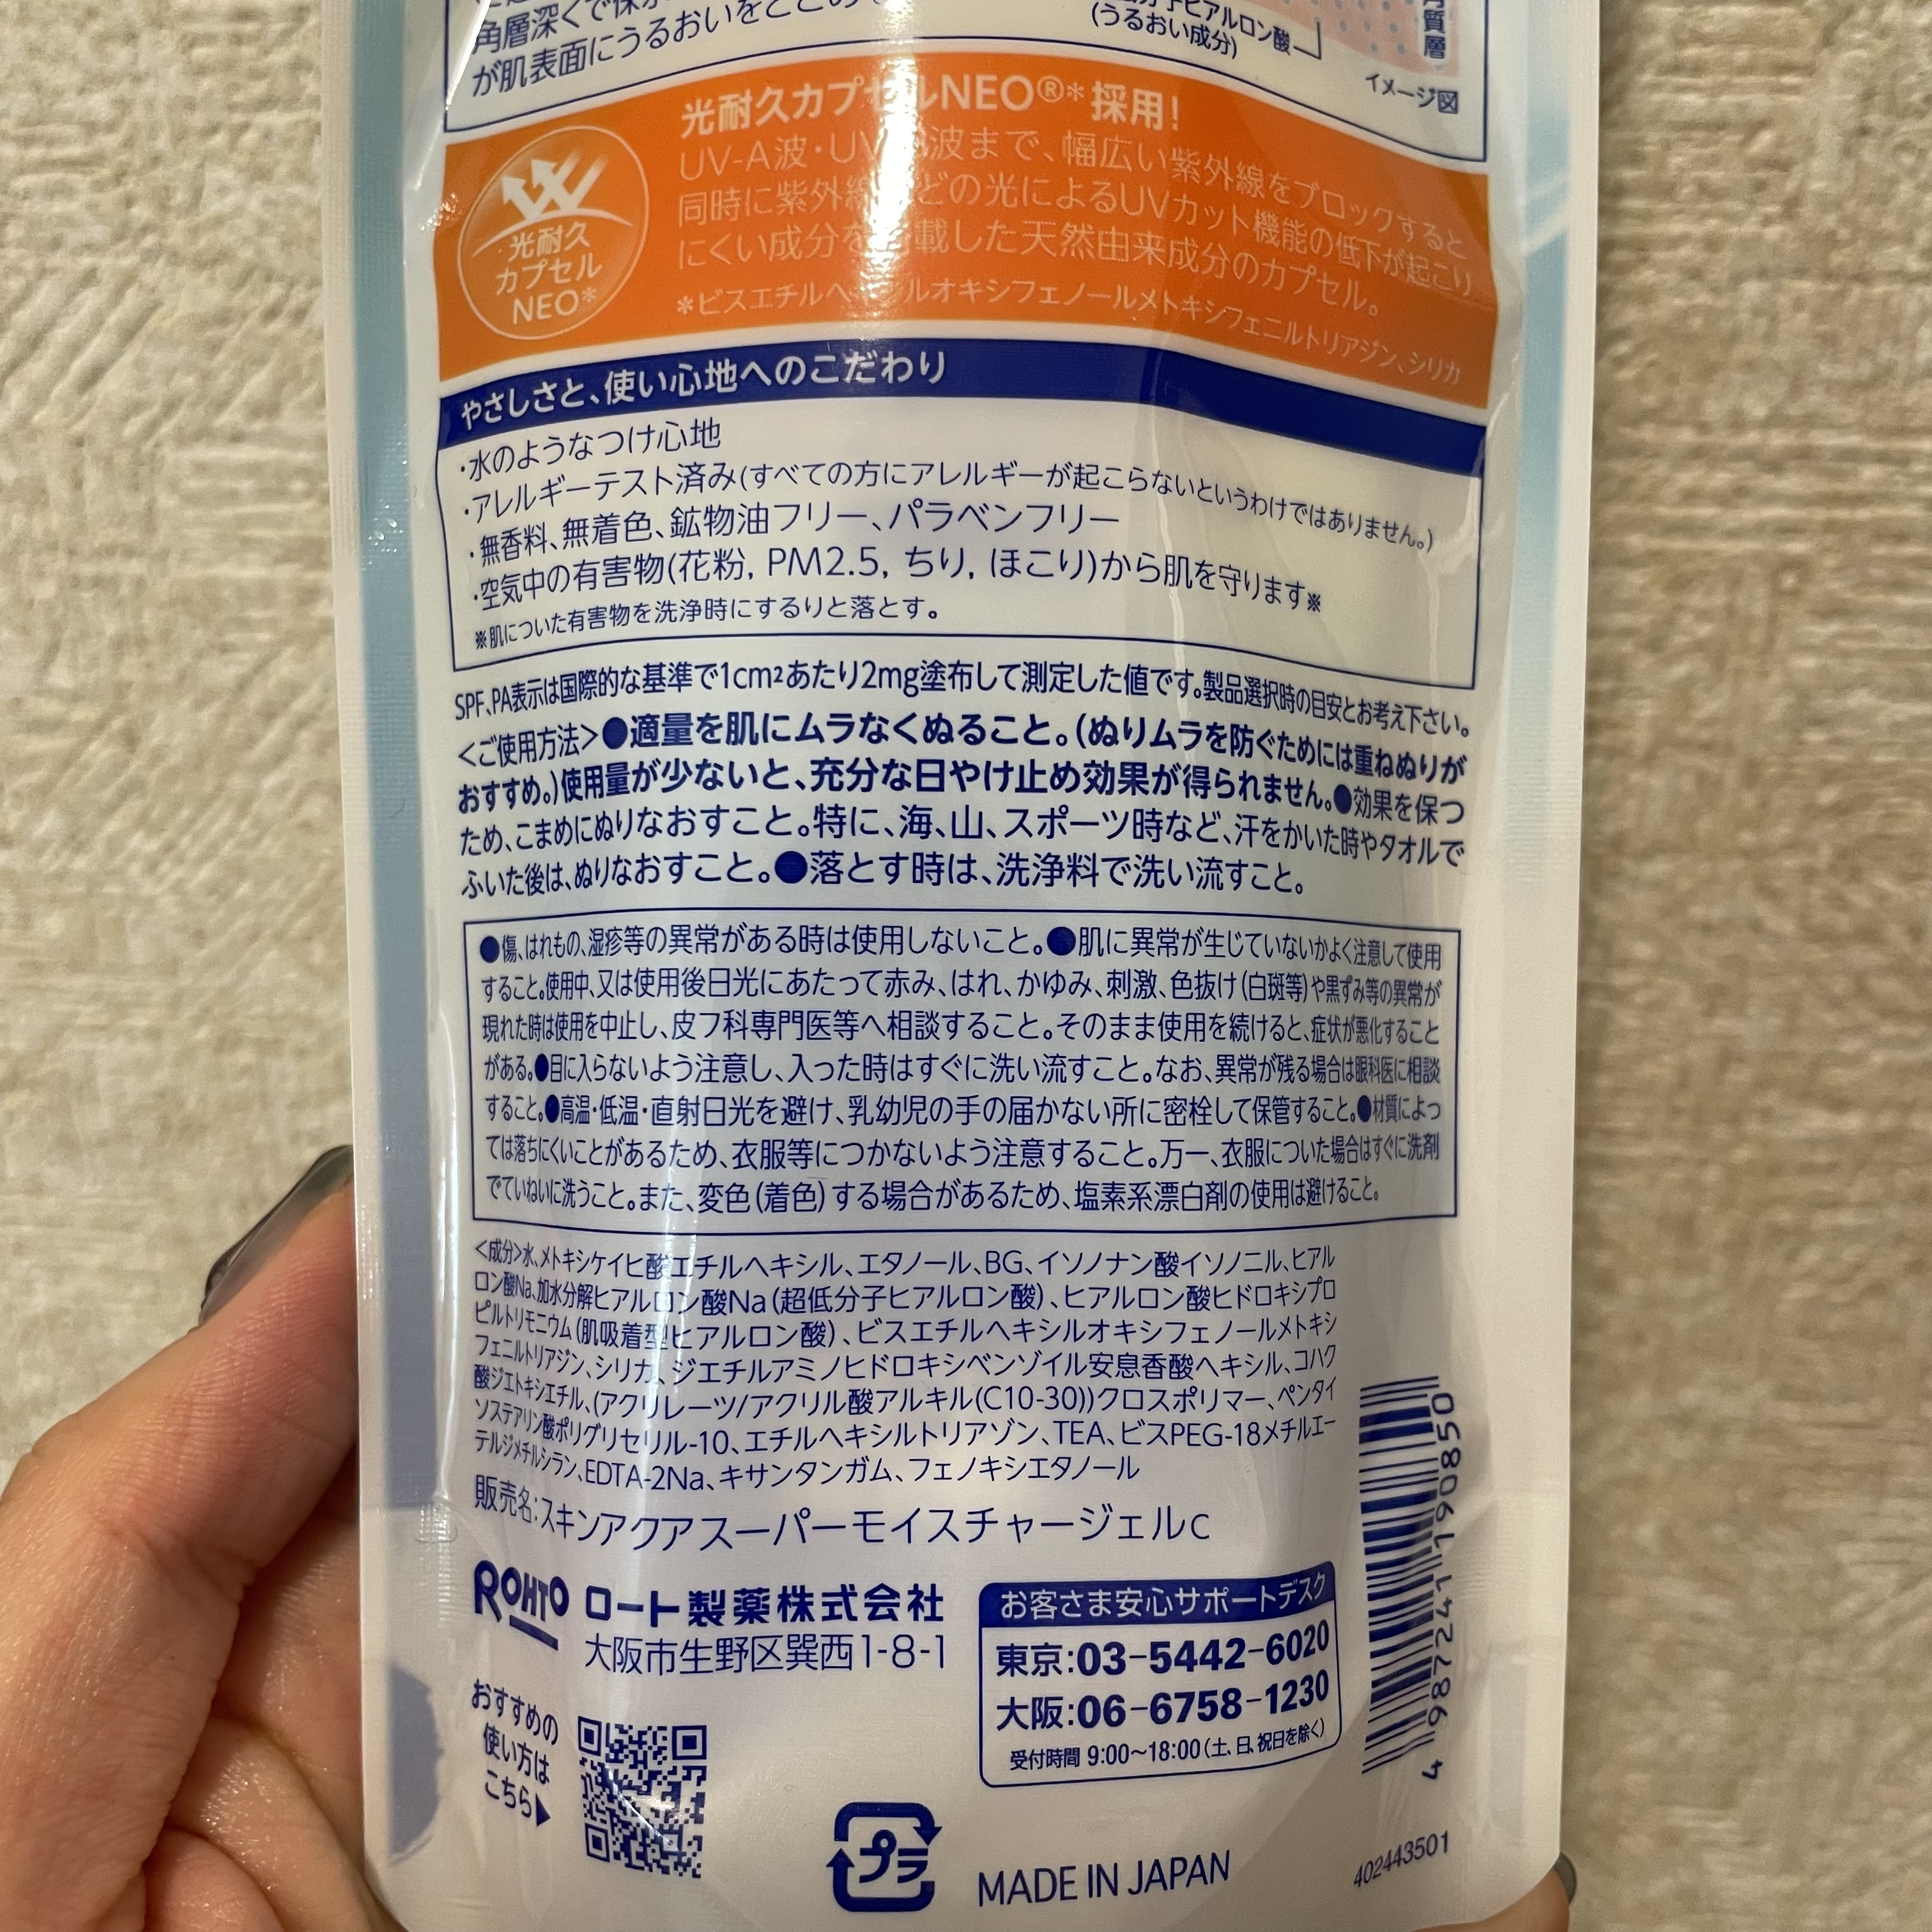 角層深くで保水
が肌表面にうるおいをとどめ
ヒアルロン酸
(うるおい成分)
角質層
イメージ図
光耐久カプセルNEO®*採用!
UV-A波・UV 波まで、幅広い紫外線をブロックすると
同時に紫外線 どの光によるUVカット機能の低下が起こり
にくい成分を 載した天然由来成分のカプセル。
*ビスエチルヘキシルオキシフェノールメトキシフェニルトリアジン、シリカ
光耐久
カプセル
NEO*
やさしさと、使い心地へのこだわり
・水のようなつけ心地
・アレルギーテスト済み(すべての方にアレルギーが起こらないというわけではありません。)
・無香料、無着色、鉱物油フリー、パラベンフリー
・空気中の有害物(花粉, PM2.5, ちり, ほこり)から肌を守ります※
※肌についた有害物を洗浄時にするりと落とす。
SPF、PA表示は国際的な基準で1cm²あたり2mg塗布して測定した値です。製品選択時の目安とお考え下さい。
<ご使用方法>●適量を肌にムラなくぬること。(ぬりムラを防ぐためには重ねぬりが
おすすめ。)使用量が少ないと、充分な日やけ止め効果が得られません。●効果を保つ
ため、こまめにぬりなおすこと。特に、海、山、スポーツ時など、汗をかいた時やタオルで
ふいた後は、ぬりなおすこと。●落とす時は、洗浄料で洗い流すこと。
●傷、はれもの、湿疹等の異常がある時は使用しないこと。●肌に異常が生じていないかよく注意して使用
すること。使用中、又は使用後日光にあたって赤み、はれ、かゆみ、刺激、色抜け(白斑等)や黒ずみ等の異常が
現れた時は使用を中止し、皮フ科専門医等へ相談すること。そのまま使用を続けると、症状が悪化すること
がある。●目に入らないよう注意し、入った時はすぐに洗い流すこと。なお、異常が残る場合は眼科医に相談
すること。●高温・低温・直射日光を避け、乳幼児の手の届かない所に密栓して保管すること。●材質によっ
ては落ちにくいことがあるため、衣服等につかないよう注意すること。万一、衣服についた場合はすぐに洗剤
でていねいに洗うこと。また、変色(着色)する場合があるため、塩素系漂白剤の使用は避けること。
<成分>水、メトキシケイヒ酸エチルヘキシル、エタノール、BG、イソノナン酸イソノニル、ヒアル
ロン酸Na、加水分解ヒアルロン酸Na(超低分子ヒアルロン酸)、ヒアルロン酸ヒドロキシプロ
ピルトリモニウム(肌吸着型ヒアルロン酸)、ビスエチルヘキシルオキシフェノールメトキシ
フェニルトリアジン、シリカ、ジエチルアミノヒドロキシベンゾイル安息香酸ヘキシル、コハク
酸ジエトキシエチル、(アクリレーツ/アクリル酸アルキル(C10-30))クロスポリマー、ペンタイ
ソステアリン酸ポリグリセリル-10、エチルヘキシルトリアゾン、TEA、ビスPEG-18メチルエー
テルジメチルシラン、EDTA-2Na、キサンタンガム、フェノキシエタノール
販売名:スキンアクアスーパーモイスチャージェルC
ROHTO ロート製薬株式会社
大阪市生野区巽西1-8-1
お客さま安心サポートデスク
東京:03-5442-6020
大阪:06-6758-1230
受付時間 9:00~18:00(土、日、祝日を除く)
おすすめの
使い方は
こちら▶
プラ
MADE IN JAPAN
4 987241 190850
402443501